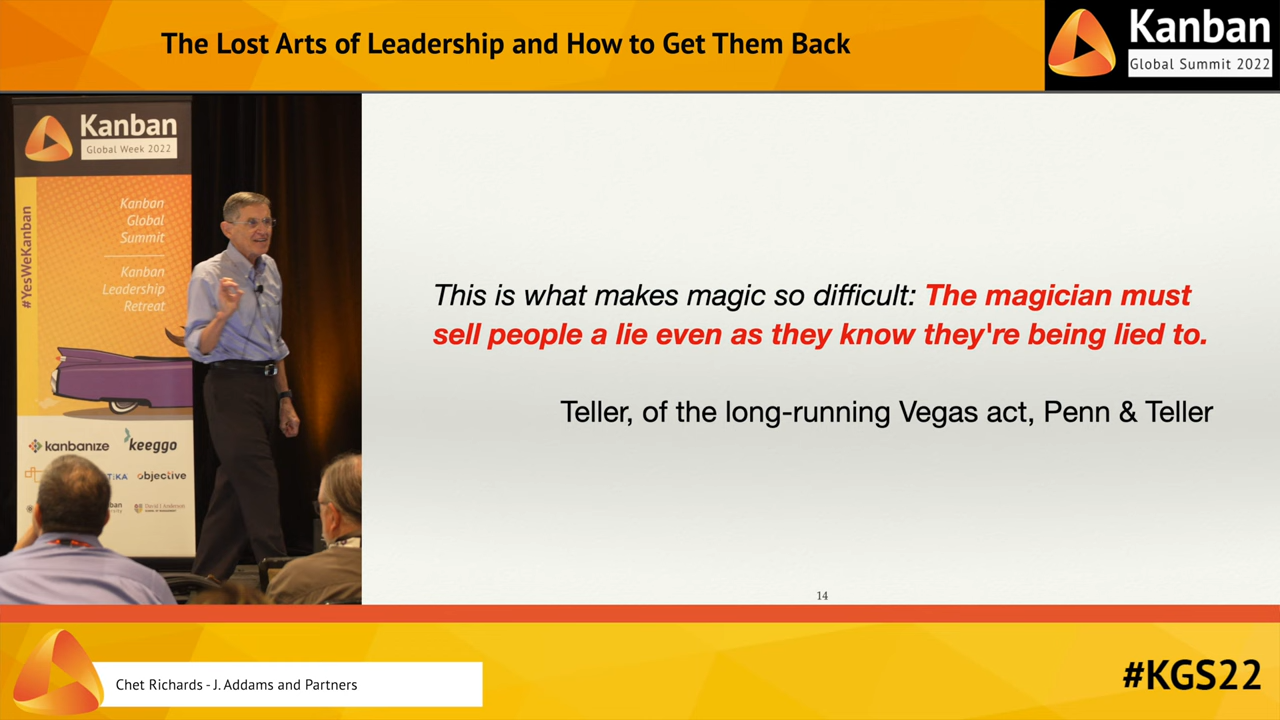 The Lost Arts of Leadership and How to Get Them Back
Kanban
Global Summit 2022
Kanban
Global Week 2022
#YesWeKanban
Kanban
Global
Summit
Kanban
Leadership
Retreat
kanbanize
keeggo
objective
This is what makes magic so difficult: The magician must
sell people a lie even as they know they're being lied to.
Teller, of the long-running Vegas act, Penn & Teller
14
Chet Richards - J. Addams and Partners
#KGS22